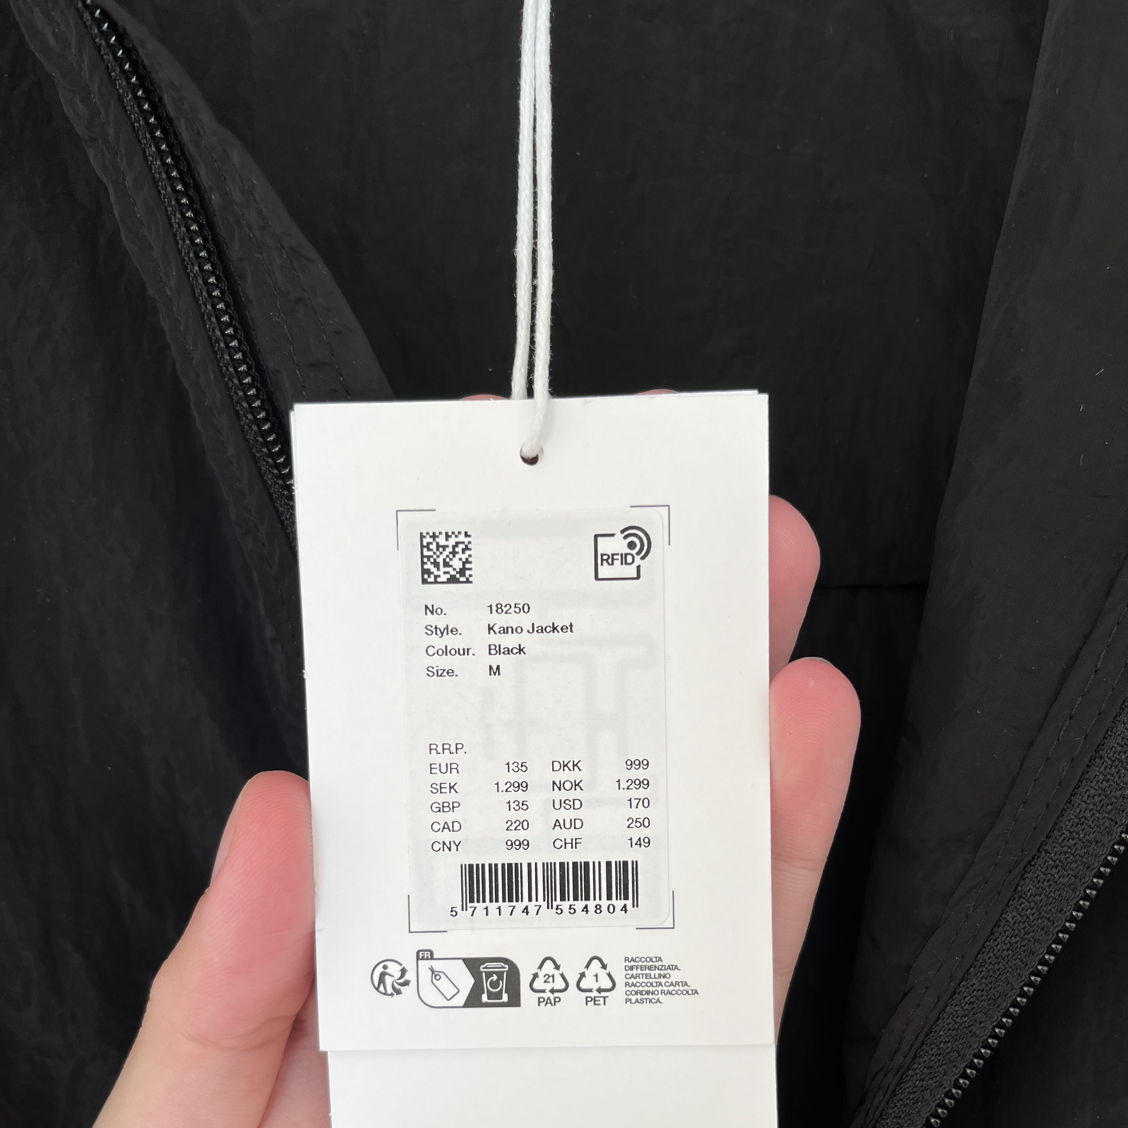 RFID
No. 18250
Style. Kano Jacket
Colour. Black
Size. M
R.R.P.
EUR 135 DKK 999
SEK 1.299 NOK 1.299
GBP 135 USD 170
CAD 220 AUD 250
CNY 999 CHF 149
5 711747 554804
FR
21 1
PAP PET
RACCOLTA
DIFFERENZIATA.
CARTELLINO
RACCOLTA CARTA.
CORDINO RACCOLTA
PLASTICA.